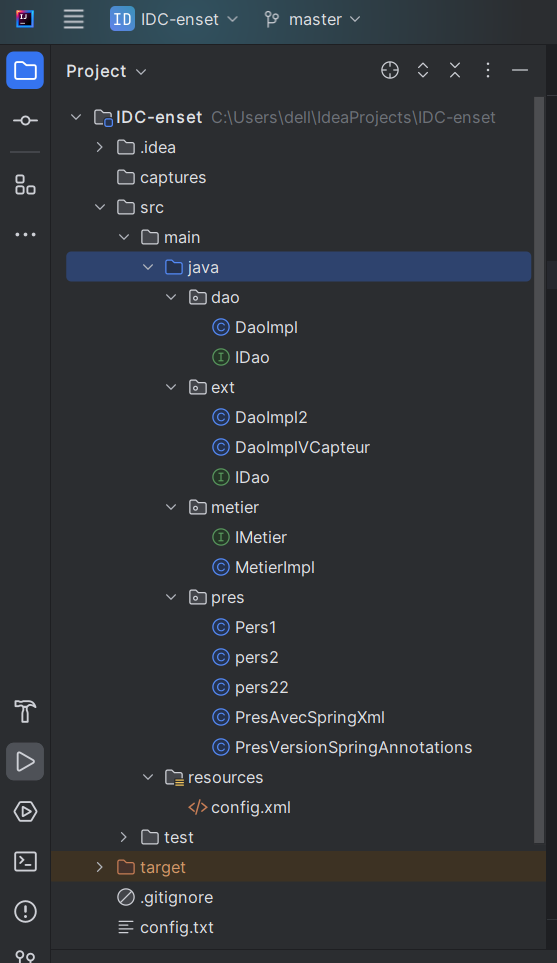 IJ ID IDC-enset master
Project
IDC-enset C:\Users\dell\IdeaProjects\IDC-enset
.idea
captures
src
main
java
dao
C DaoImpl
I IDao
ext
C DaoImpl2
C DaoImplVCapteur
I IDao
metier
I IMetier
C MetierImpl
pres
C Pers1
C pers2
C pers22
C PresAvecSpringXml
C PresVersionSpringAnnotations
resources
</> config.xml
test
target
.gitignore
config.txt